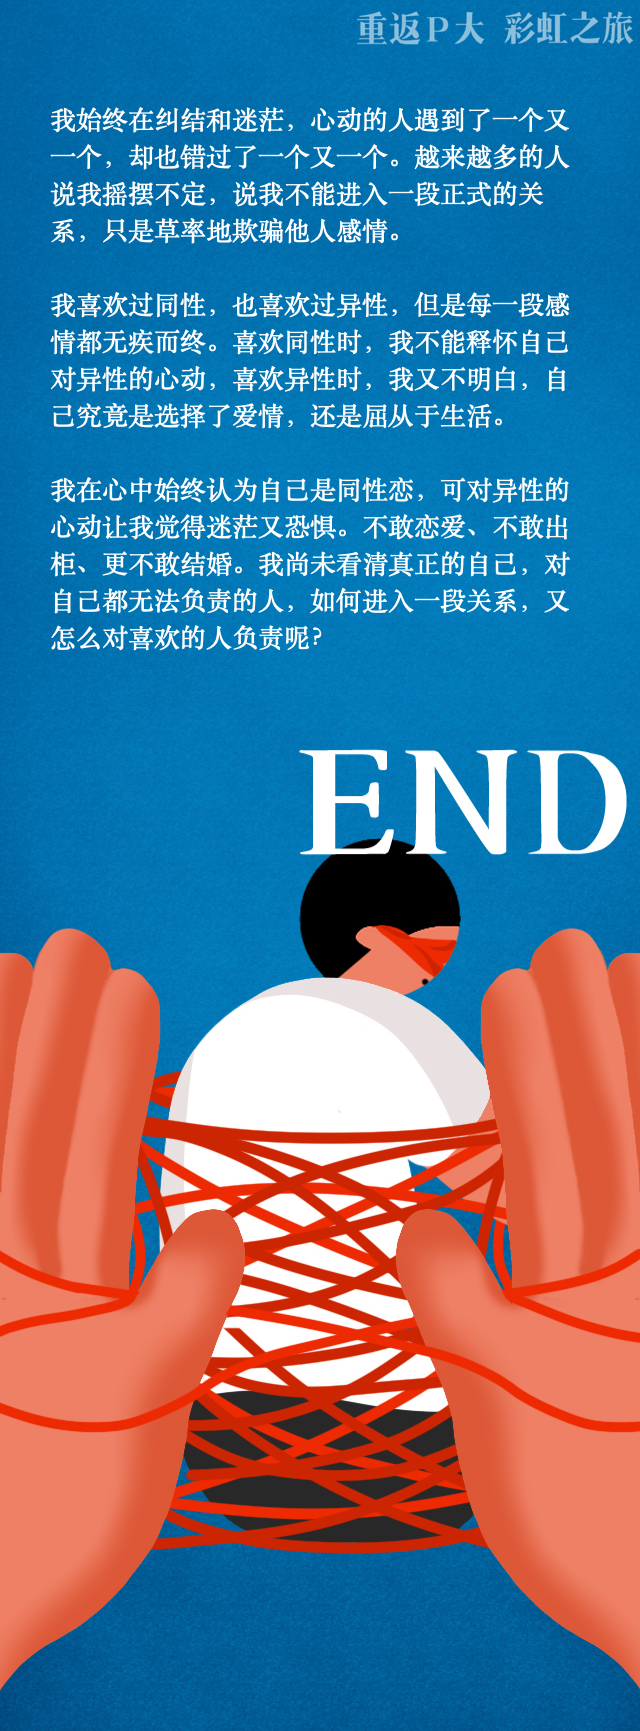 重返P大 彩虹之旅
我始终在纠结和迷茫，心动的人遇到了一个又
一个，却也错过了一个又一个。越来越多的人
说我摇摆不定，说我不能进入一段正式的关
系，只是草率地欺骗他人感情。
我喜欢过同性，也喜欢过异性，但是每一段感
情都无疾而终。喜欢同性时，我不能释怀自己
对异性的心动，喜欢异性时，我又不明白，自
己究竟是选择了爱情，还是屈从于生活。
我在心中始终认为自己是同性恋，可对异性的
心动让我觉得迷茫又恐惧。不敢恋爱、不敢出
柜、更不敢结婚。我尚未看清真正的自己，对
自己都无法负责的人，如何进入一段关系，又
怎么对喜欢的人负责呢？
END